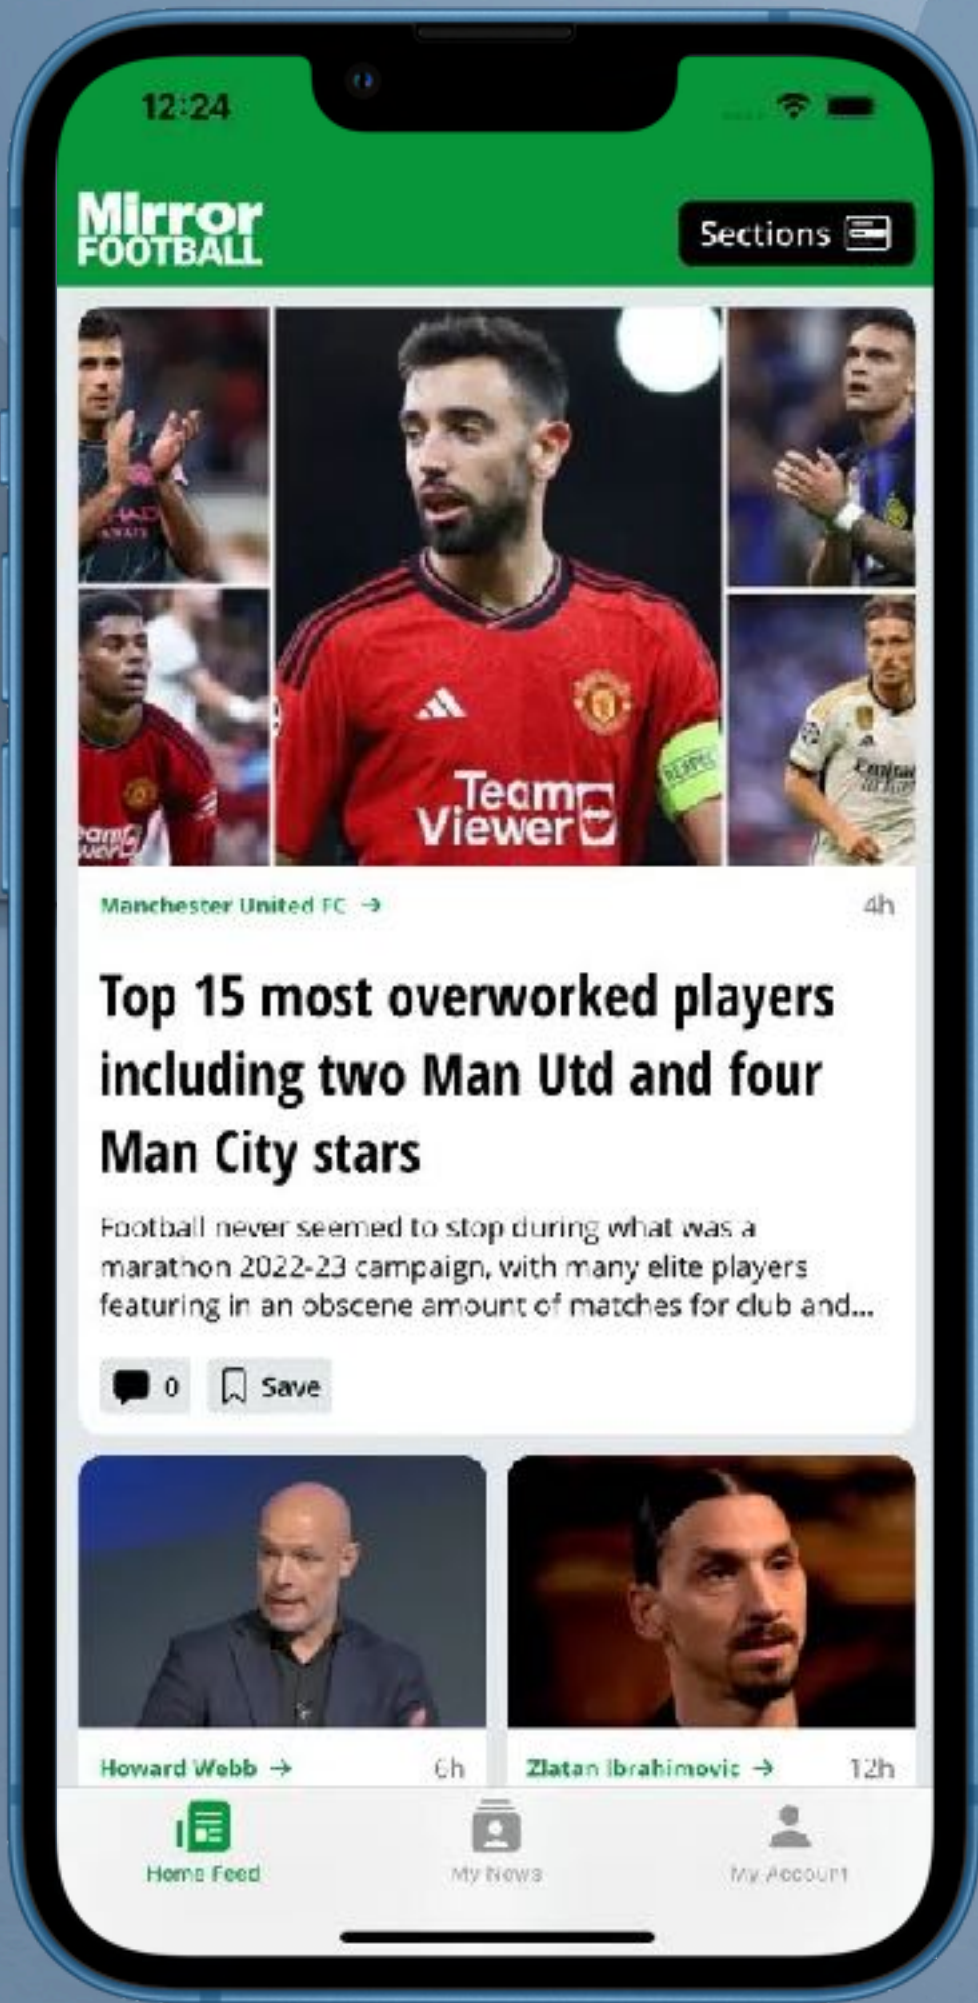 12:24
Mirror
FOOTBALL
Sections
Team
Viewer
RESPEC
Manchester United FC →
4h
Top 15 most overworked players
including two Man Utd and four
Man City stars
Football never seemed to stop during what was a
marathon 2022-23 campaign, with many elite players
featuring in an obscene amount of matches for club and...
0
Save
Howard Webb →
6h
Zlatan Ibrahimovic →
12h
Home Feed
My News
My Account